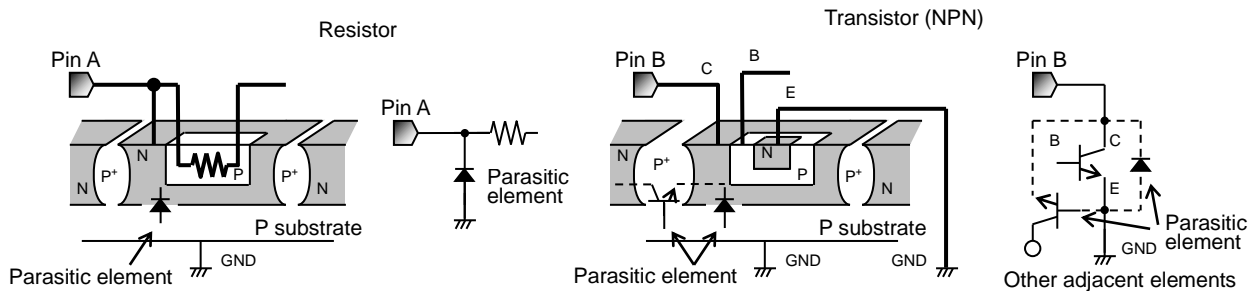 Resistor
Transistor (NPN)
Pin A
Pin A
N
N
P+
P
P+
N
Parasitic
element
P substrate
GND
Parasitic element
Pin B
C
B
E
N
N
P+
N
P
P+
N
P substrate
GND
GND
Parasitic element
Pin B
B
C
E
Parasitic
element
GND
Other adjacent elements